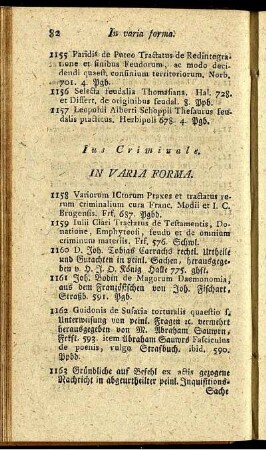 82 In varia forma.
1155 Paridis de Puteo Tractatus de Redintegra-
tione et finibus Feudorum, ac modo deci-
dendi quaest. confinium territoriorum. Norb.
701. 4. Pgb.
1156 Selecta feudalia Thomasiana. Hal. 728.
et Dissert. de originibus feudal. 8. Ppb.
1157 Leopoldi Alberti Schoppii Thesaurus feu-
dalis practicus. Herbipoli 678. 4. Pgb.
Ius Criminale.
IN VARIA FORMA.
1158 Variorum ICtorum Praxes et tractatus re-
rum criminalium cura Franc. Modii et I. C.
Brogensis. Frf. 687. Pgbd.
1159 Iulii Clari Tractatus de Testamentis, Do-
natione, Emphyteosi, feudo et de omnium
criminum materiis. Frf. 576. Schwl.
1160 D. Joh. Tobias Carrachs rechtl. Urtheile
und Gutachten in peinl. Sachen, herausgege-
ben v. H. J. O. König. Halle 775. gbst.
1161 Joh. Bodin de Magorum Daemonomia,
aus dem Französischen von Joh. Fischart,
Straßb. 591. Pgb.
1162 Guidonis de Susaria torturalis quaestio s.
Unterweisung von peinl. Fragen ꝛc. vermehrt
herausgegeben von M. Abraham Sauwrn,
Frkf. 593. item Abraham Sauwrs Fasciculus
de poenis, vulgo Strafbuch. ibid. 590.
Ppbd.
1163 Gründliche auf Befehl ex actis gezogene
Nachricht in abgeurtheilter peinl. Inquisitions-
Sache